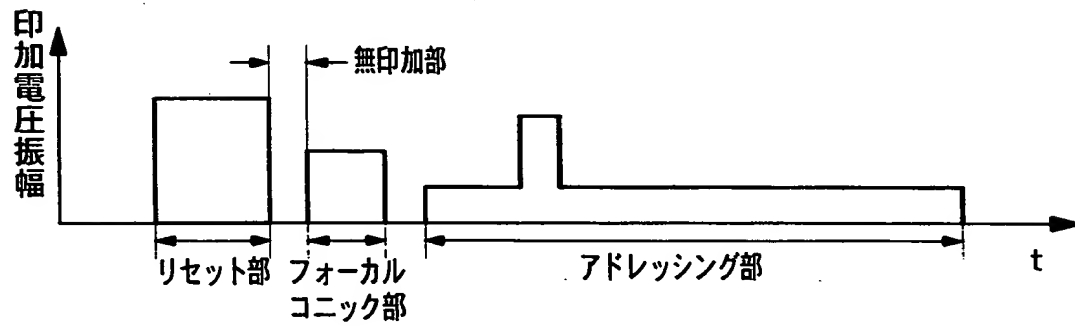 印加電圧振幅
無印加部
リセット部
フォーカル
コニック部
アドレッシング部
t